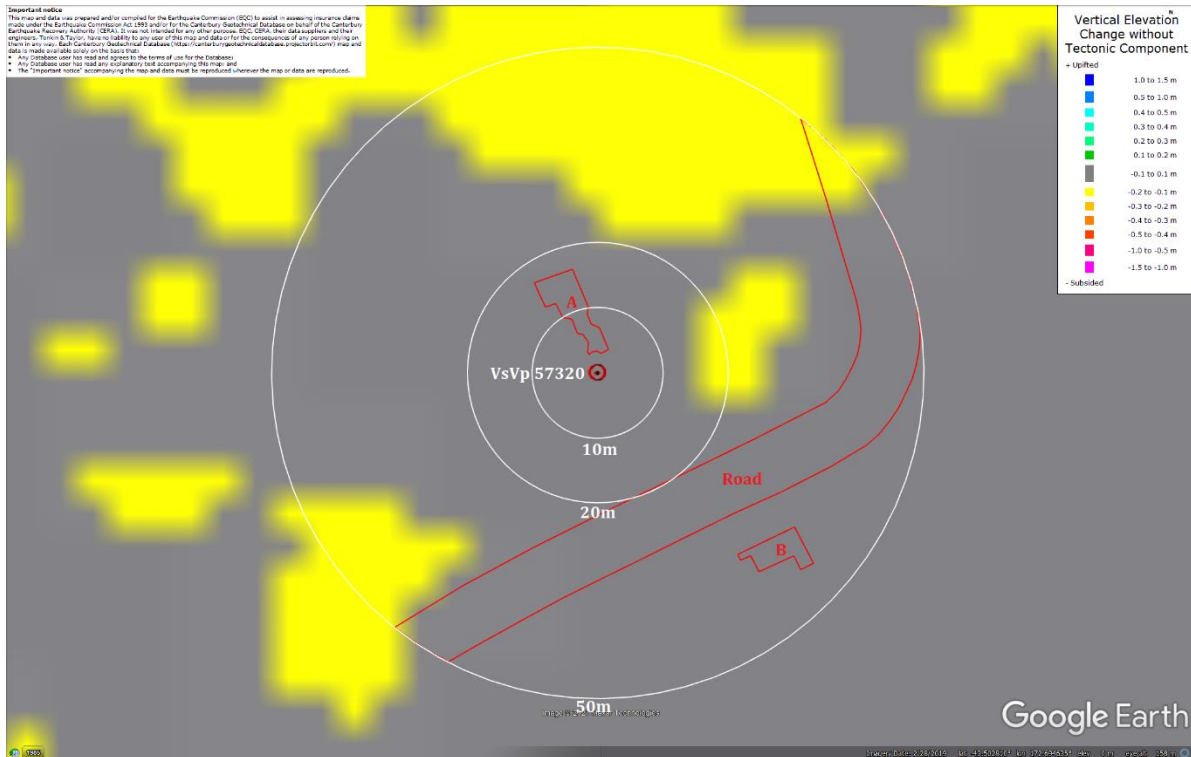 Important notice
This map and data was prepared and/or compiled for the Earthquake Commission (EQC) to assist in assessing insurance claims
made under the Earthquake Commission Act 1993 and/or for the Canterbury Geotechnical Database on behalf of the Canterbury
Earthquake Recovery Authority (CERA). It was not intended for any other purpose. EQC, CERA, their data suppliers and their
engineers, Tonkin & Taylor, have no liability to any user of this map and data or for the consequences of any person relying on
them in any way. Each Canterbury Geotechnical Database (https://canterburygeotechnicaldatabase.projectorbit.com/) map and
data is made available solely on the basis that:
• Any Database user has read and agrees to the terms of use for the Database;
• Any Database user has read any explanatory text accompanying this map; and
• The "Important notice" accompanying the map and data must be reproduced wherever the map or data are reproduced.
N
Vertical Elevation
Change without
Tectonic Component
+ Uplifted
1.0 to 1.5 m
0.5 to 1.0 m
0.4 to 0.5 m
0.3 to 0.4 m
0.2 to 0.3 m
0.1 to 0.2 m
-0.1 to 0.1 m
-0.2 to -0.1 m
-0.3 to -0.2 m
-0.4 to -0.3 m
-0.5 to -0.4 m
-1.0 to -0.5 m
-1.5 to -1.0 m
- Subsided
A
VsVp 57320
10m
Road
20m
B
50m
Google Earth
1985
Imagery Date: 2/28/2019